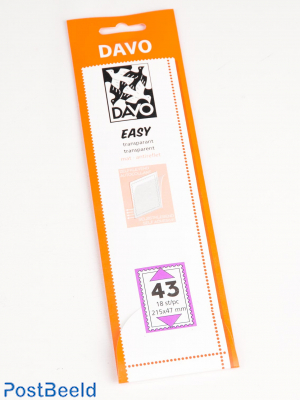 DAVO
DAVO
EASY
transparant
transparent
43
18 st/pc
215x47 mm
PostBeeld